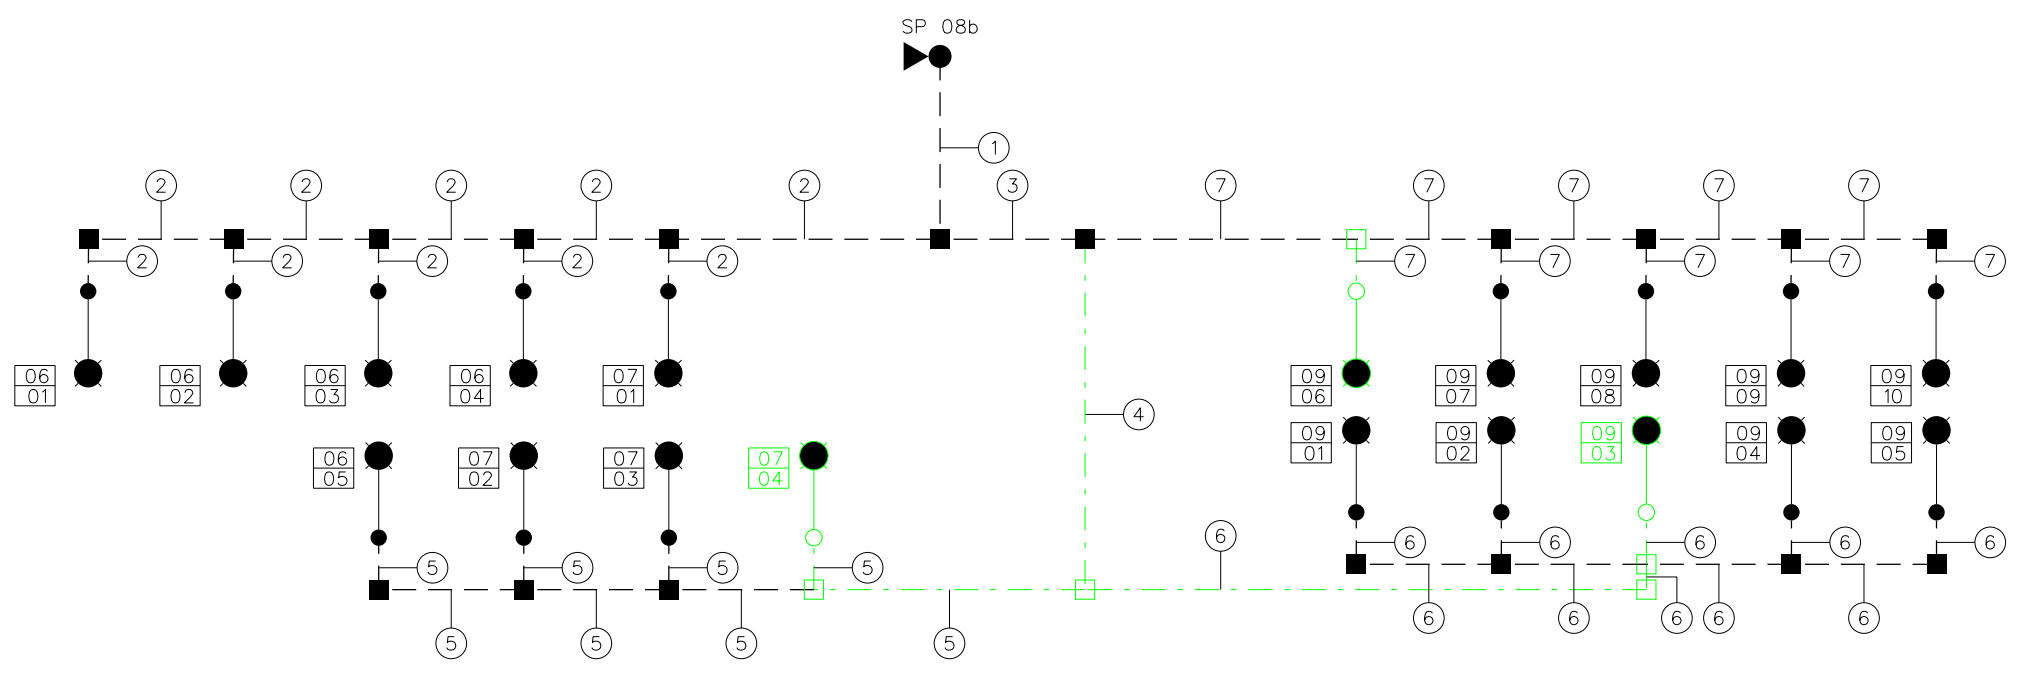 SP 08b
1
2 2 2 2 2 3 7 7 7 7 7
2 2 2 2 2 7 7 7 7 7
06 06 06 06 07 09 09 09 09 09
01 02 03 04 01 06 07 08 09 10
4
09 09 09 09 09
01 02 03 04 05
06 07 07 07
05 02 03 04
6
6 6 6 6 6
5 5 5 5
6 6 6 6 6
5 5 5 5